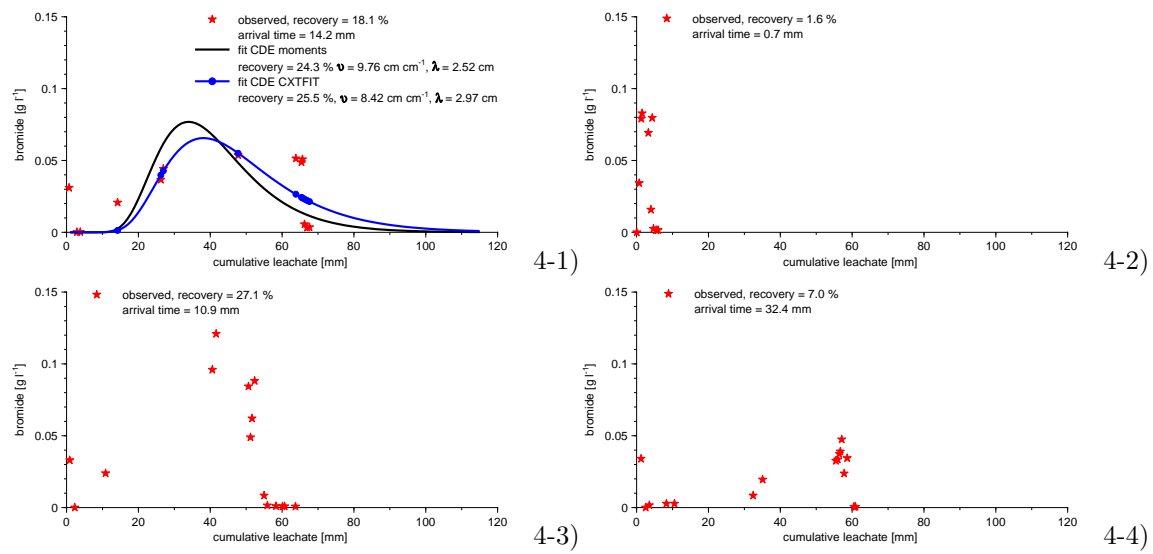 0.15
0.1
0.05
0
bromide [g l-1]
observed, recovery = 18.1 %
arrival time = 14.2 mm
fit CDE moments
recovery = 24.3 % 𝛖 = 9.76 cm cm-1, λ = 2.52 cm
fit CDE CXTFIT
recovery = 25.5 %, 𝛖 = 8.42 cm cm-1, λ = 2.97 cm
0 20 40 60 80 100 120
cumulative leachate [mm]
4-1)
0.15
0.1
0.05
0
bromide [g l-1]
observed, recovery = 1.6 %
arrival time = 0.7 mm
0 20 40 60 80 100 120
cumulative leachate [mm]
4-2)
0.15
0.1
0.05
0
bromide [g l-1]
observed, recovery = 27.1 %
arrival time = 10.9 mm
0 20 40 60 80 100 120
cumulative leachate [mm]
4-3)
0.15
0.1
0.05
0
bromide [g l-1]
observed, recovery = 7.0 %
arrival time = 32.4 mm
0 20 40 60 80 100 120
cumulative leachate [mm]
4-4)